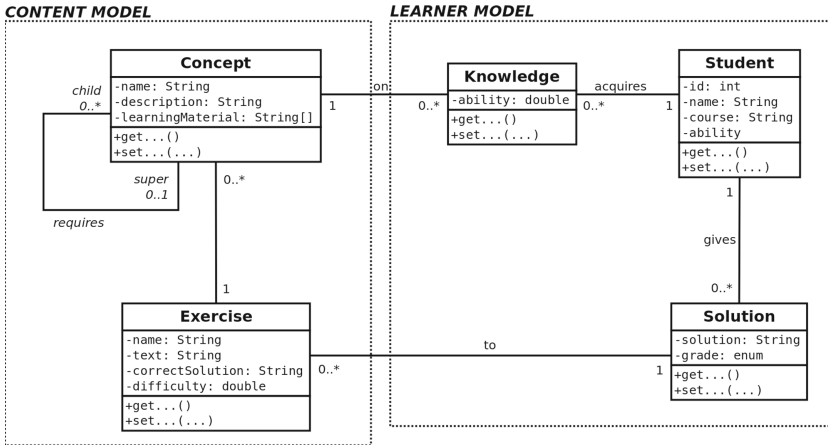 CONTENT MODEL
LEARNER MODEL
Concept
-name: String
-description: String
-learningMaterial: String[]
+get...()
+set...(...)
child
0..*
super
0..1
requires
1
on
0..*
Knowledge
-ability: double
+get...()
+set...(...)
acquires
0..*
1
Student
-id: int
-name: String
-course: String
-ability
+get...()
+set...(...)
0..*
1
1
gives
0..*
Exercise
-name: String
-text: String
-correctSolution: String
-difficulty: double
+get...()
+set...(...)
0..*
to
1
Solution
-solution: String
-grade: enum
+get...()
+set...(...)